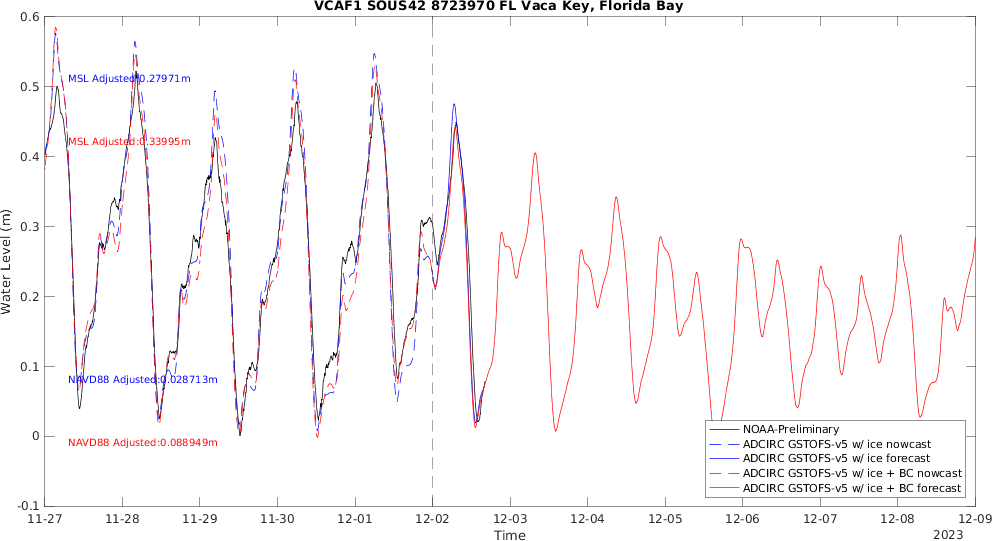 VCAF1 SOUS42 8723970 FL Vaca Key, Florida Bay
0.6
0.5
0.4
0.3
0.2
0.1
0
-0.1
Water Level (m)
MSL Adjusted:0.27971m
MSL Adjusted:0.33995m
NAVD88 Adjusted:0.028713m
NAVD88 Adjusted:0.088949m
NOAA-Preliminary
ADCIRC GSTOFS-v5 w/ ice nowcast
ADCIRC GSTOFS-v5 w/ ice forecast
ADCIRC GSTOFS-v5 w/ ice + BC nowcast
ADCIRC GSTOFS-v5 w/ ice + BC forecast
11-27 11-28 11-29 11-30 12-01 12-02 12-03 12-04 12-05 12-06 12-07 12-08 12-09
Time
2023